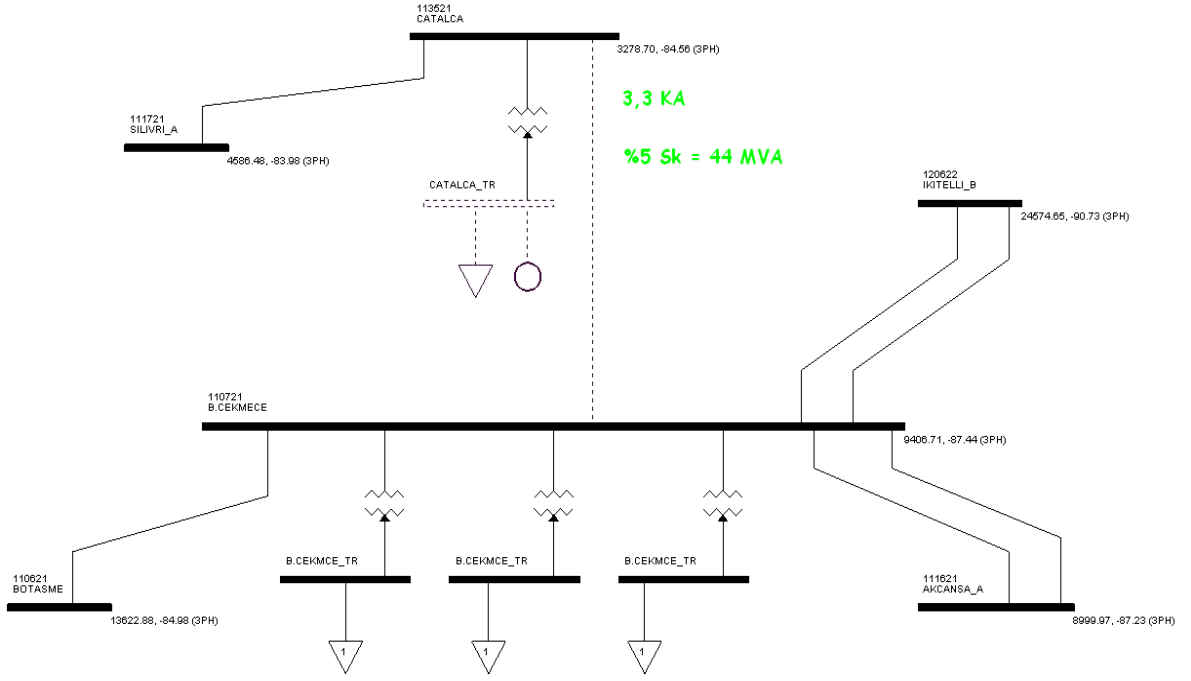 113521
CATALCA
3278.70, -84.56 (3PH)
3,3 KA
111721
SILIVRI_A
4586.48, -83.98 (3PH)
%5 Sk = 44 MVA
CATALCA_TR
120622
IKITELLI_B
24574.65, -90.73 (3PH)
110721
B.CEKMECE
9406.71, -87.44 (3PH)
B.CEKMCE_TR
B.CEKMCE_TR
B.CEKMCE_TR
110621
BOTASME
13622.88, -84.98 (3PH)
111621
AKCANSA_A
8999.97, -87.23 (3PH)
1
1
1